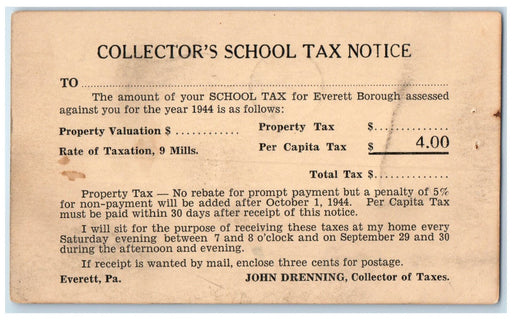 COLLECTOR'S SCHOOL TAX NOTICE
TO
The amount of your SCHOOL TAX for Everett Borough assessed
against you for the year 1944 is as follows:
Property Valuation $ ............ Property Tax $..............
Rate of Taxation, 9 Mills. Per Capita Tax $ 4.00
Total Tax $..............
Property Tax — No rebate for prompt payment but a penalty of 5%
for non-payment will be added after October 1, 1944. Per Capita Tax
must be paid within 30 days after receipt of this notice.
I will sit for the purpose of receiving these taxes at my home every
Saturday evening between 7 and 8 o'clock and on September 29 and 30
during the afternoon and evening.
If receipt is wanted by mail, enclose three cents for postage.
Everett, Pa. JOHN DRENNING, Collector of Taxes.